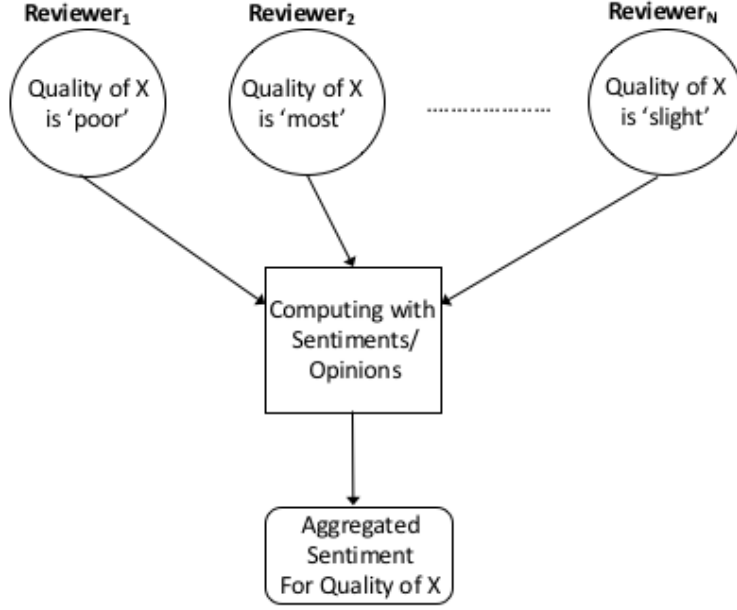 Reviewer₁
Reviewer₂
Reviewerₙ
Quality of X
is ‘poor’
Quality of X
is ‘most’
....................
Quality of X
is ‘slight’
Computing with
Sentiments/
Opinions
Aggregated
Sentiment
For Quality of X